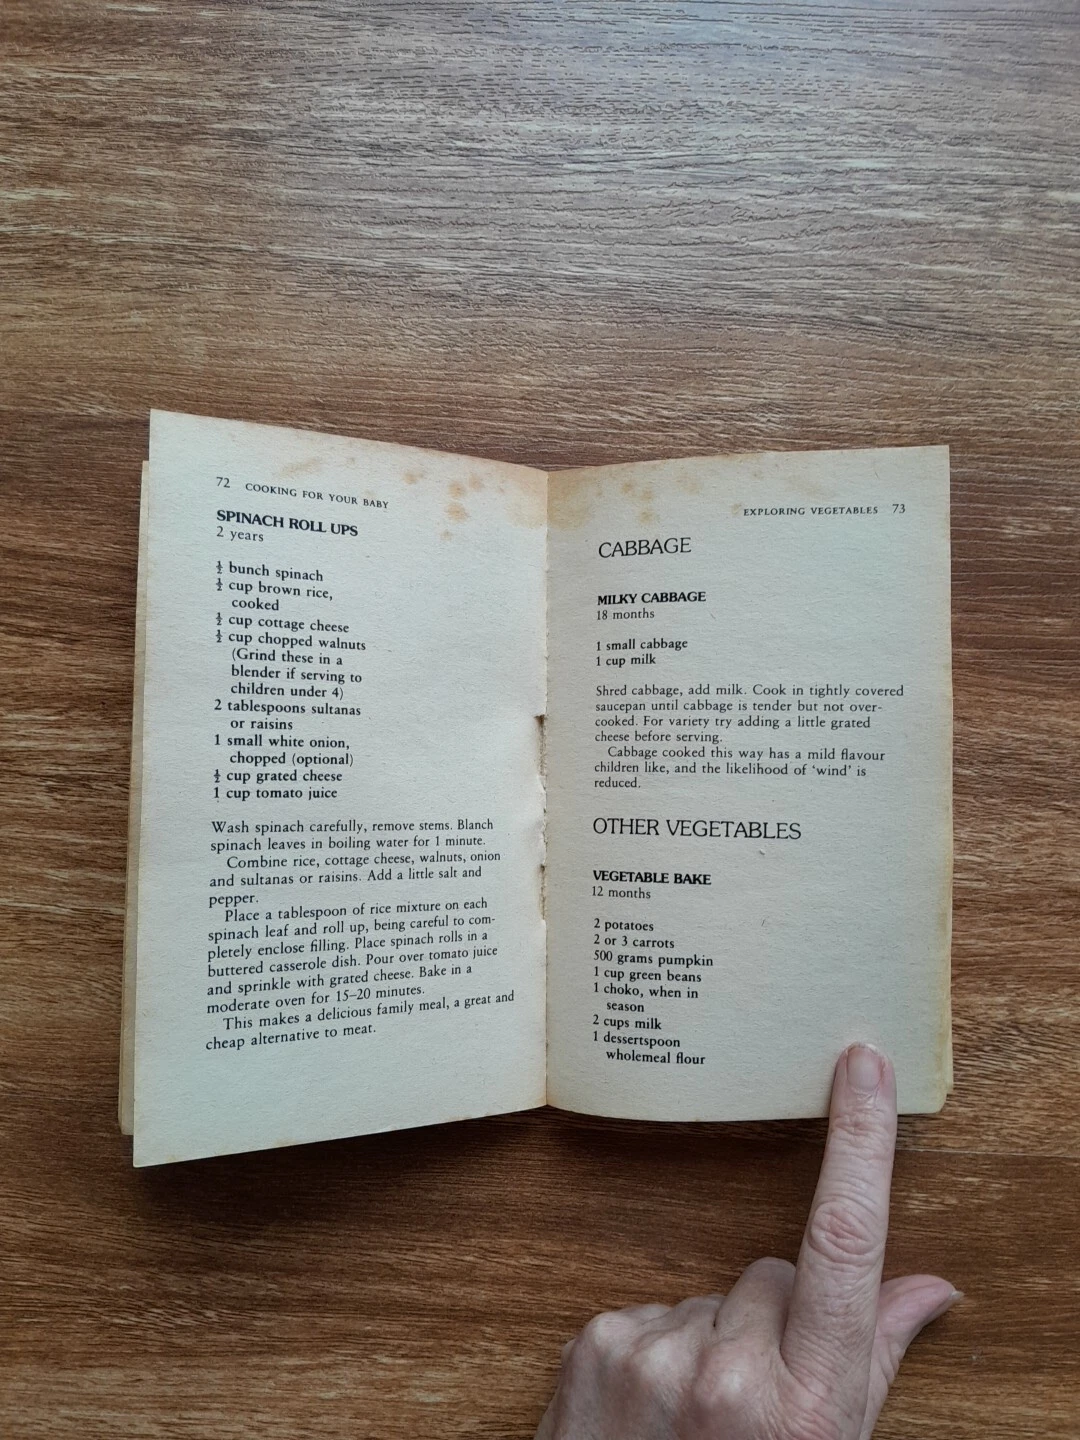 72 COOKING FOR YOUR BABY
SPINACH ROLL UPS
2 years
½ bunch spinach
½ cup brown rice,
cooked
½ cup cottage cheese
½ cup chopped walnuts
(Grind these in a
blender if serving to
children under 4)
2 tablespoons sultanas
or raisins
1 small white onion,
chopped (optional)
½ cup grated cheese
1 cup tomato juice
Wash spinach carefully, remove stems. Blanch
spinach leaves in boiling water for 1 minute.
Combine rice, cottage cheese, walnuts, onion
and sultanas or raisins. Add a little salt and
pepper.
Place a tablespoon of rice mixture on each
spinach leaf and roll up, being careful to com-
pletely enclose filling. Place spinach rolls in a
buttered casserole dish. Pour over tomato juice
and sprinkle with grated cheese. Bake in a
moderate oven for 15–20 minutes.
This makes a delicious family meal, a great and
cheap alternative to meat.
EXPLORING VEGETABLES 73
CABBAGE
MILKY CABBAGE
18 months
1 small cabbage
1 cup milk
Shred cabbage, add milk. Cook in tightly covered
saucepan until cabbage is tender but not over-
cooked. For variety try adding a little grated
cheese before serving.
Cabbage cooked this way has a mild flavour
children like, and the likelihood of ‘wind’ is
reduced.
OTHER VEGETABLES
VEGETABLE BAKE
12 months
2 potatoes
2 or 3 carrots
500 grams pumpkin
1 cup green beans
1 choko, when in
season
2 cups milk
1 dessertspoon
wholemeal flour